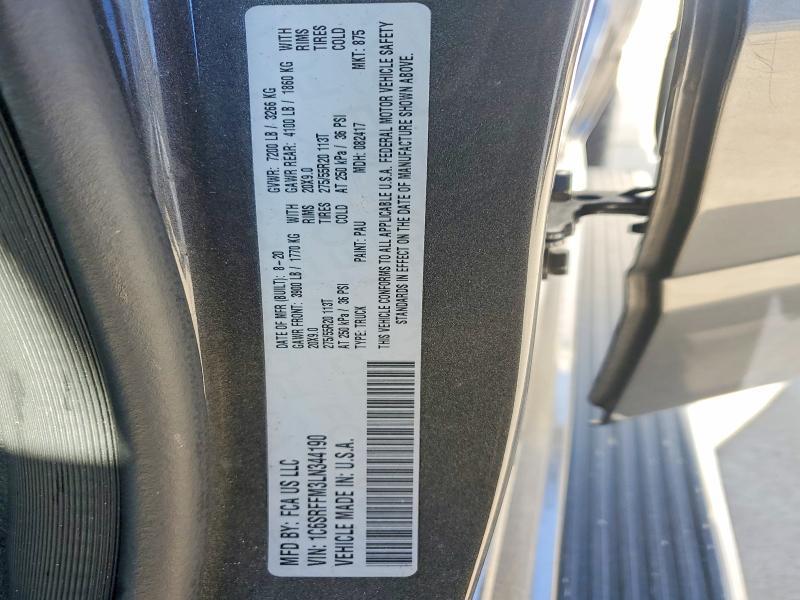 MFD BY: FCA US LLC
DATE OF MFR (BUILT): 8-20 GVWR: 7200 LB / 3266 KG
GAWR FRONT: 3900 LB / 1770 KG WITH GAWR REAR: 4100 LB / 1860 KG WITH
20X9.0 RIMS 20X9.0 RIMS
275/55R20 113T TIRES 275/55R20 113T TIRES
AT 250 kPa / 36 PSI COLD AT 250 kPa / 36 PSI COLD
TYPE: TRUCK PAINT: PAU MDH: 082417 MKT: 875
THIS VEHICLE CONFORMS TO ALL APPLICABLE U.S.A. FEDERAL MOTOR VEHICLE SAFETY
STANDARDS IN EFFECT ON THE DATE OF MANUFACTURE SHOWN ABOVE.
VIN: 1C6SRFFM3LN344190
VEHICLE MADE IN: U.S.A.